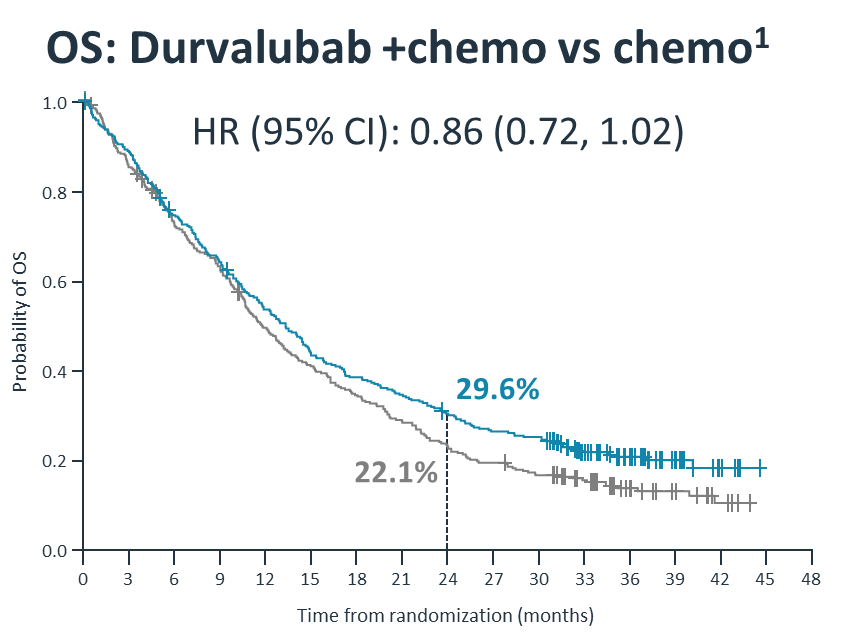 OS: Durvalubab +chemo vs chemo1
HR (95% CI): 0.86 (0.72, 1.02)
1.0
0.8
0.6
0.4
0.2
0.0
Probability of OS
29.6%
22.1%
0 3 6 9 12 15 18 21 24 27 30 33 36 39 42 45 48
Time from randomization (months)